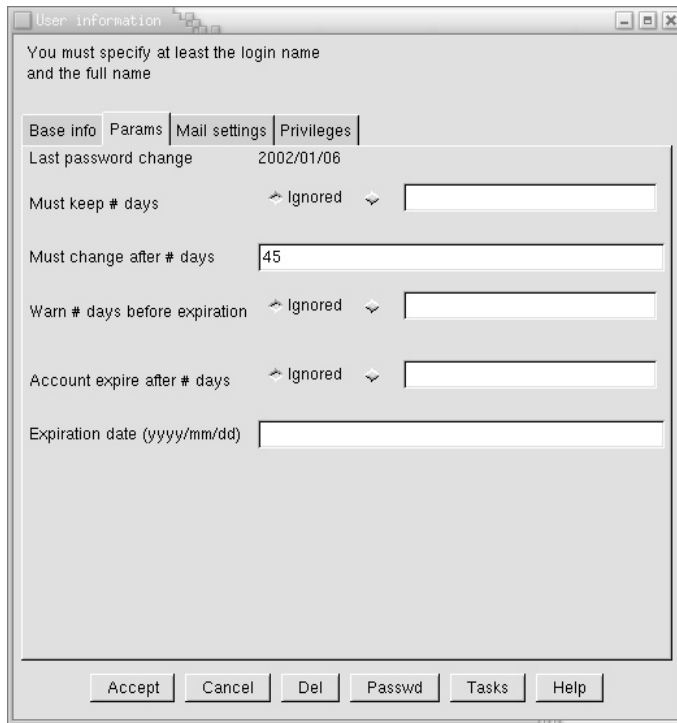 User information
You must specify at least the login name
and the full name
Base info Params Mail settings Privileges
Last password change 2002/01/06
Must keep # days Ignored
Must change after # days 45
Warn # days before expiration Ignored
Account expire after # days Ignored
Expiration date (yyyy/mm/dd)
Accept Cancel Del Passwd Tasks Help